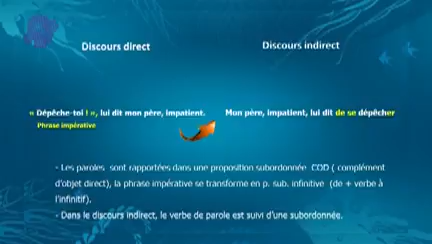 Discours direct
Discours indirect
« Dépêche-toi ! », lui dit mon père, impatient.
Mon père, impatient, lui dit de se dépêcher
Phrase impérative
- Les paroles sont rapportées dans une proposition subordonnée COD ( complément
d'objet direct), la phrase impérative se transforme en p. sub. infinitive (de + verbe à
l'infinitif).
- Dans le discours indirect, le verbe de parole est suivi d'une subordonnée.